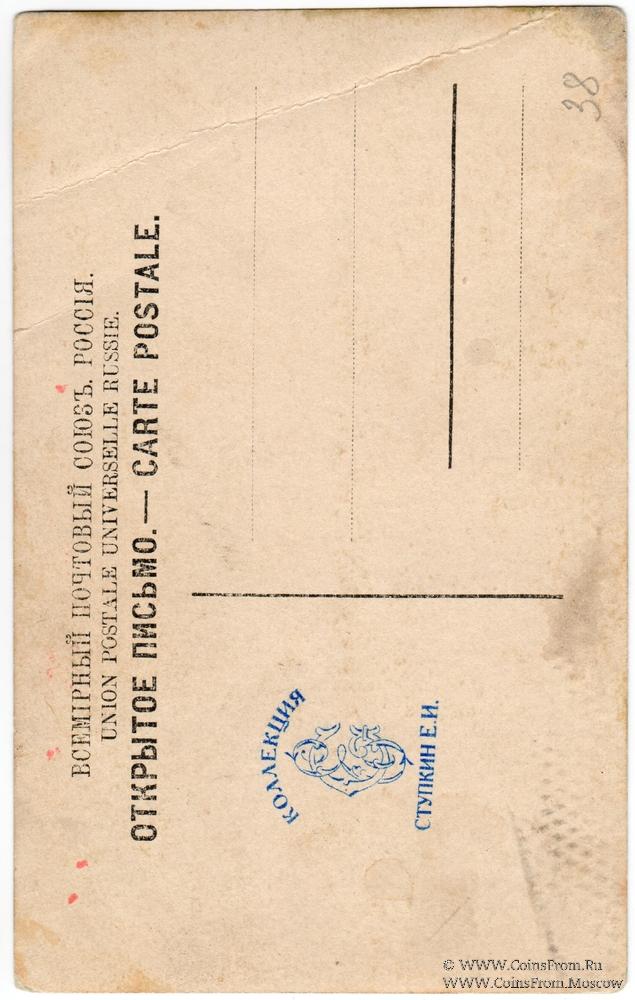 ВСЕМІРНЫЙ ПОЧТОВЫЙ СОЮЗЪ. РОССІЯ.
UNION POSTALE UNIVERSELLE RUSSIE.
ОТКРЫТОЕ ПИСЬМО.— CARTE POSTALE.
38
КОЛЛЕКЦИЯ
СТУПКИН Е.И.
© WWW.CoinsFrom.Ru
WWW.CoinsFrom.Moscow